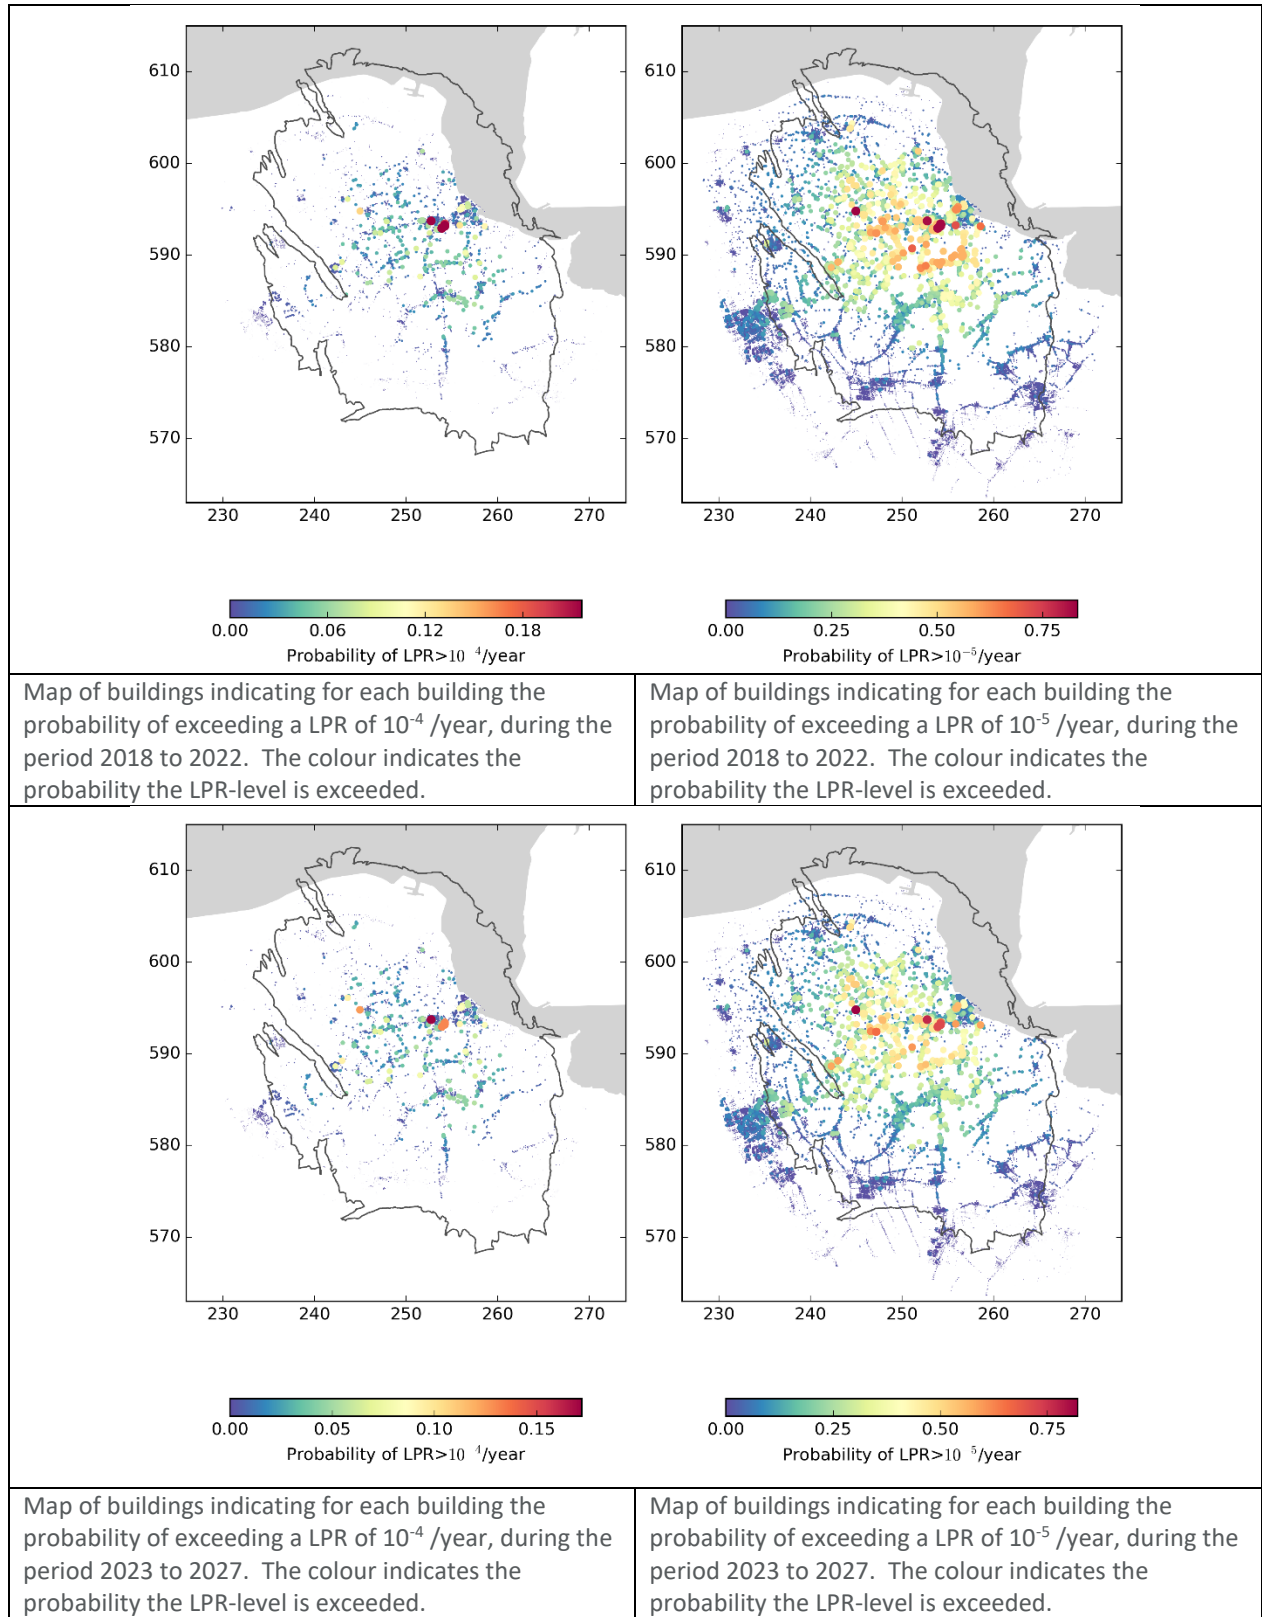 610
600
590
580
570
230 240 250 260 270
610
600
590
580
570
230 240 250 260 270
0.00 0.06 0.12 0.18
Probability of LPR>10 4/year
0.00 0.25 0.50 0.75
Probability of LPR>10−5/year
Map of buildings indicating for each building the
probability of exceeding a LPR of 10-4 /year, during the
period 2018 to 2022. The colour indicates the
probability the LPR-level is exceeded.
Map of buildings indicating for each building the
probability of exceeding a LPR of 10-5 /year, during the
period 2018 to 2022. The colour indicates the
probability the LPR-level is exceeded.
610
600
590
580
570
230 240 250 260 270
610
600
590
580
570
230 240 250 260 270
0.00 0.05 0.10 0.15
Probability of LPR>10 4/year
0.00 0.25 0.50 0.75
Probability of LPR>10 5/year
Map of buildings indicating for each building the
probability of exceeding a LPR of 10-4 /year, during the
period 2023 to 2027. The colour indicates the
probability the LPR-level is exceeded.
Map of buildings indicating for each building the
probability of exceeding a LPR of 10-5 /year, during the
period 2023 to 2027. The colour indicates the
probability the LPR-level is exceeded.